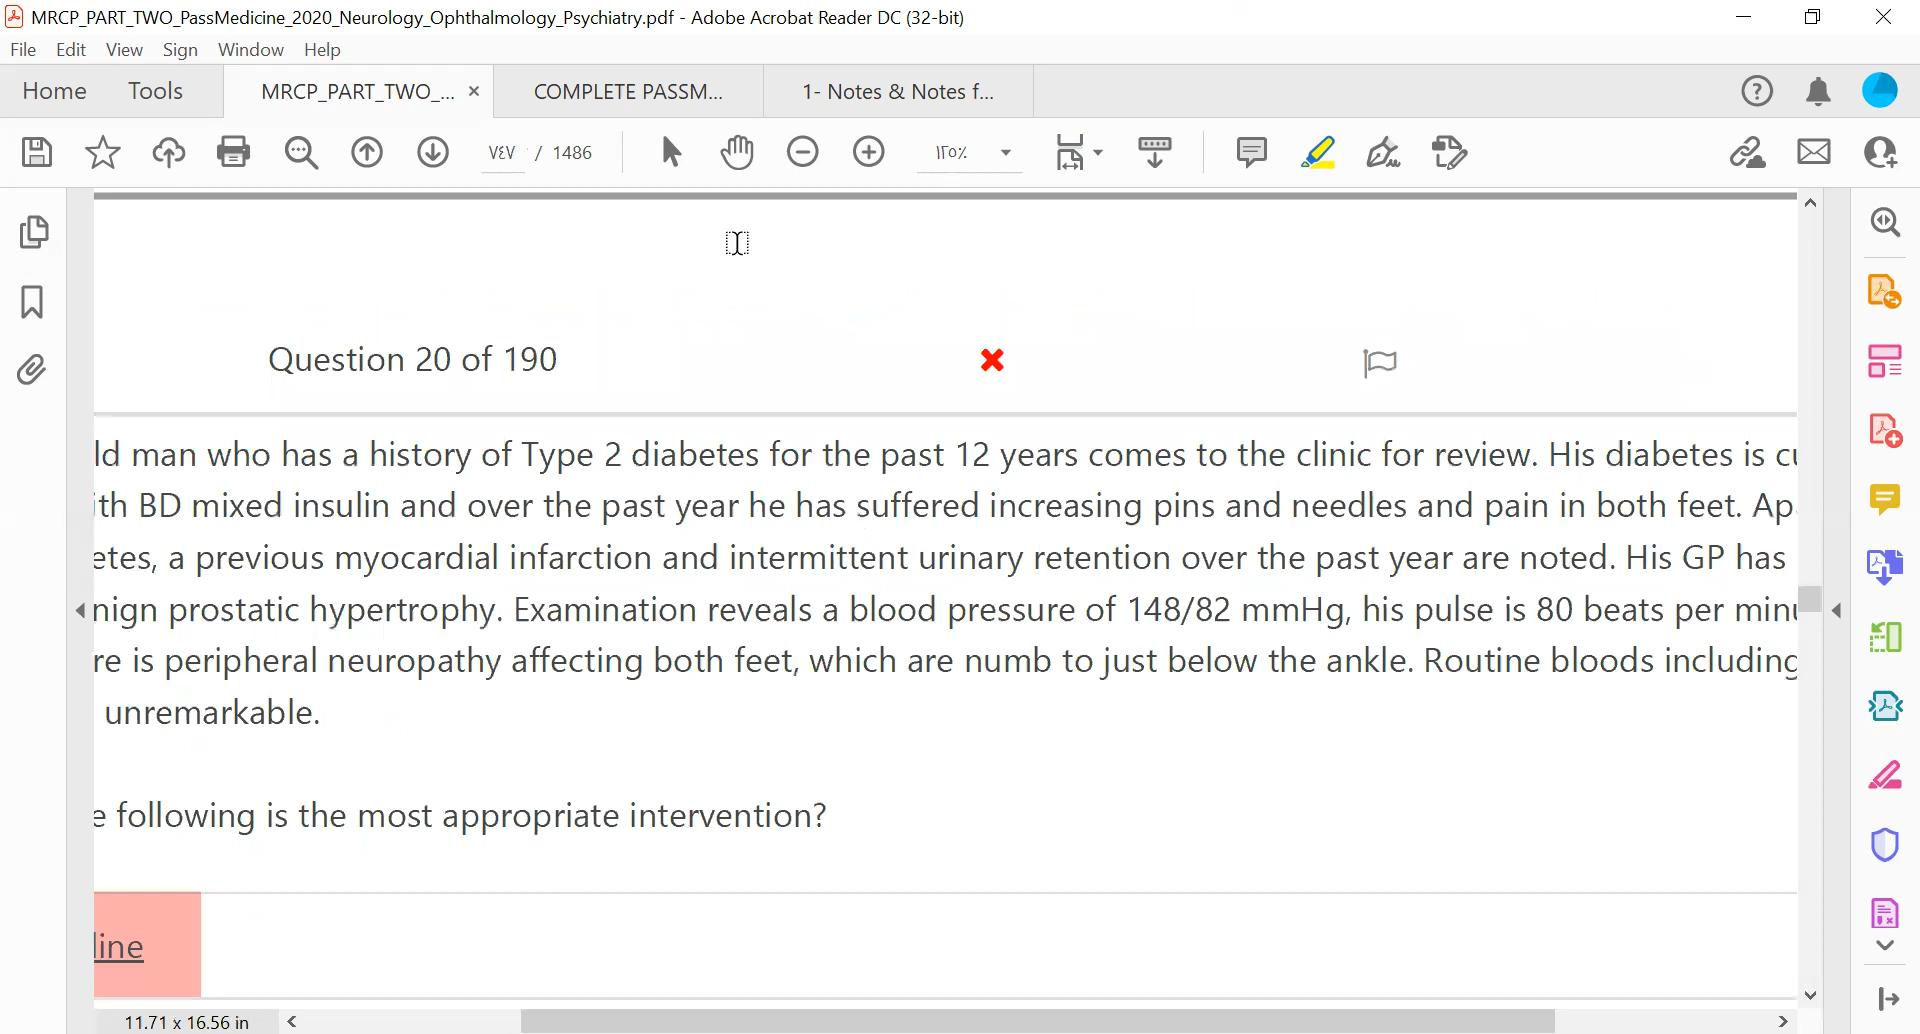 MRCP_PART_TWO_PassMedicine_2020_Neurology_Ophthalmology_Psychiatry.pdf - Adobe Acrobat Reader DC (32-bit)
File Edit View Sign Window Help
Home Tools MRCP_PART_TWO_... × COMPLETE PASSM... 1- Notes & Notes f...
٧٤٧ / 1486 ١٢٥٪
Question 20 of 190
ld man who has a history of Type 2 diabetes for the past 12 years comes to the clinic for review. His diabetes is cu
ith BD mixed insulin and over the past year he has suffered increasing pins and needles and pain in both feet. Ap
etes, a previous myocardial infarction and intermittent urinary retention over the past year are noted. His GP has
nign prostatic hypertrophy. Examination reveals a blood pressure of 148/82 mmHg, his pulse is 80 beats per minu
re is peripheral neuropathy affecting both feet, which are numb to just below the ankle. Routine bloods including
unremarkable.
e following is the most appropriate intervention?
line
11.71 x 16.56 in